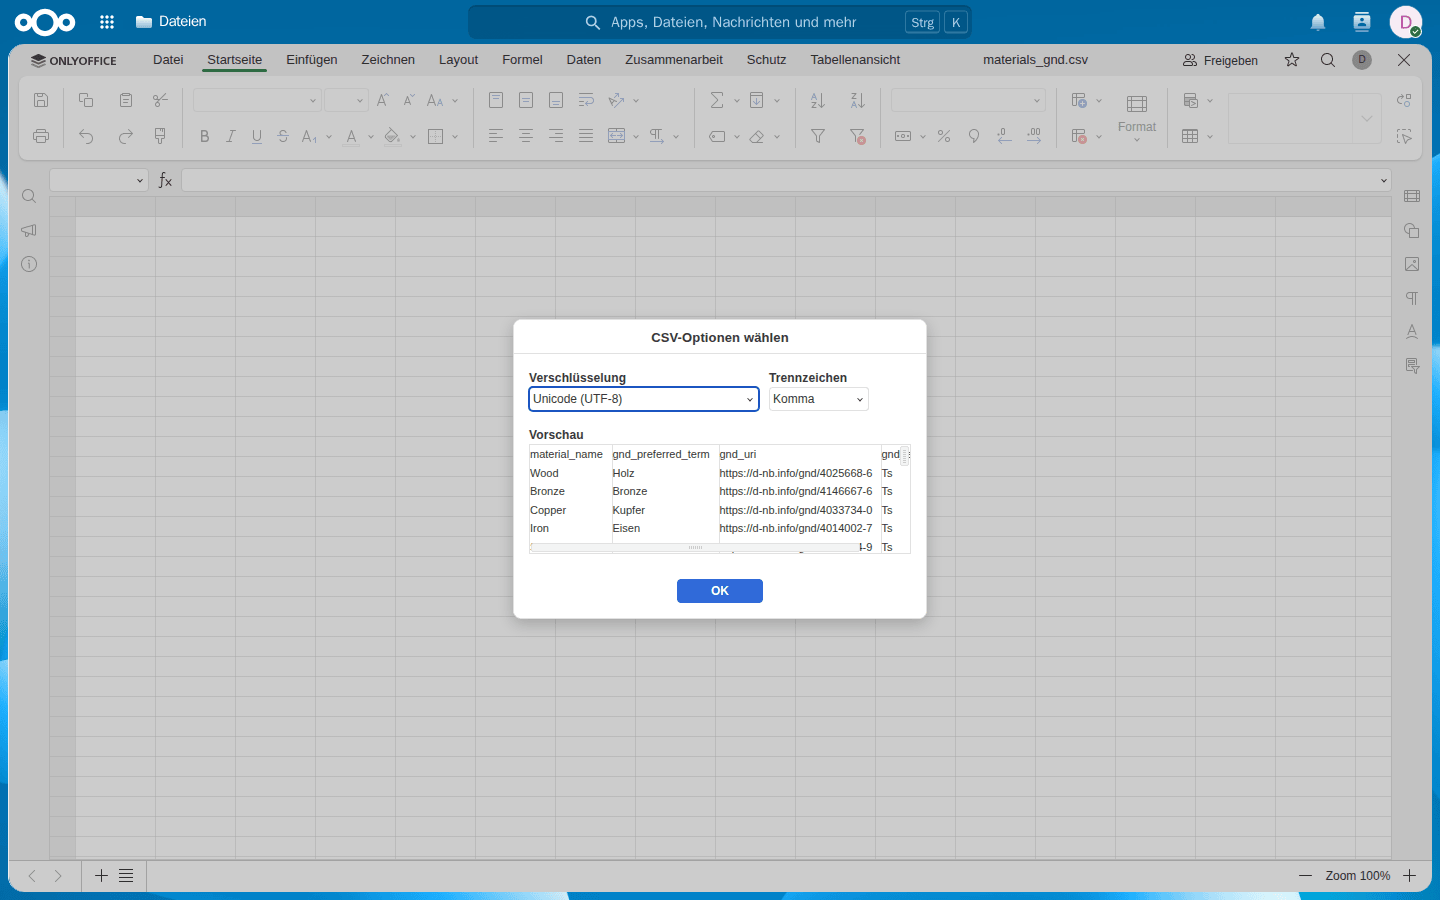 Dateien
Apps, Dateien, Nachrichten und mehr
Strg
K
D
ONLYOFFICE
Datei
Startseite
Einfügen
Zeichnen
Layout
Formel
Daten
Zusammenarbeit
Schutz
Tabellenansicht
materials_gnd.csv
Freigeben
D
Format
fx
CSV-Optionen wählen
Verschlüsselung
Trennzeichen
Unicode (UTF-8)
Komma
Vorschau
material_name gnd_preferred_term gnd_uri
Wood Holz https://d-nb.info/gnd/4025668-6 Ts
Bronze Bronze https://d-nb.info/gnd/4146667-6 Ts
Copper Kupfer https://d-nb.info/gnd/4033734-0 Ts
Iron Eisen https://d-nb.info/gnd/4014002-7 Ts
Ts
OK
Zoom 100%